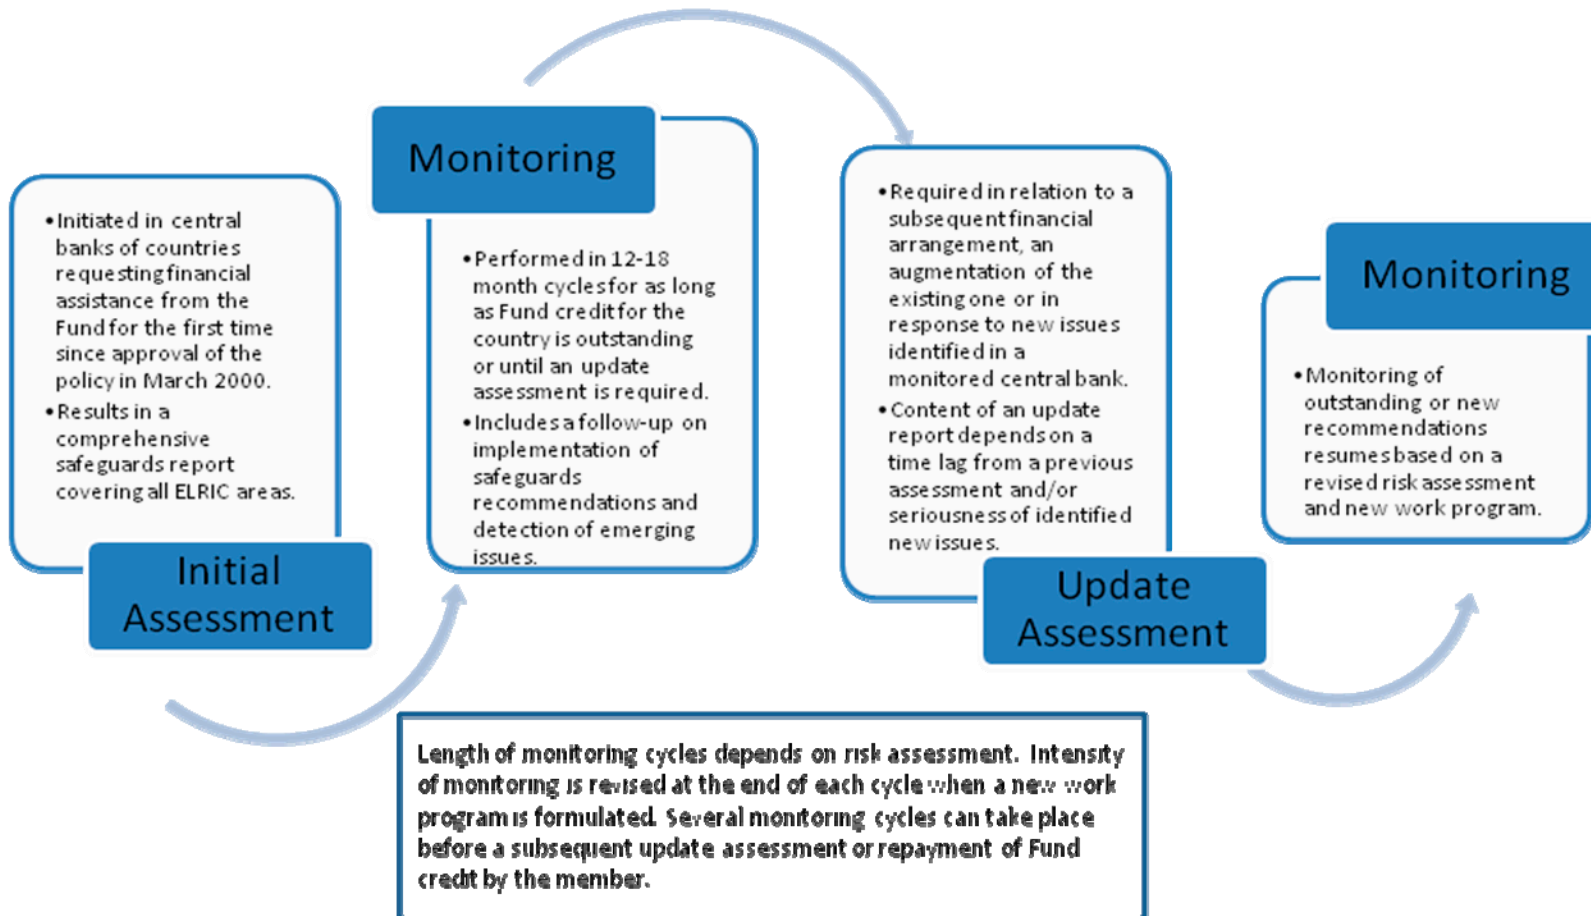 •Initiated in central
banks of countries
requesting financial
assistance from the
Fund for the first time
since approval of the
policy in March 2000.
•Results in a
comprehensive
safeguards report
covering all ELRIC areas.
Initial
Assessment
Monitoring
•Performed in 12-18
month cycles for as long
as Fund credit for the
country is outstanding
or until an update
assessment is required.
•Includes a follow-up on
implementation of
safeguards
recommendations and
detection of emerging
issues.
•Required in relation to a
subsequent financial
arrangement, an
augmentation of the
existing one or in
response to new issues
identified in a
monitored central bank.
•Content of an update
report depends on a
time lag from a previous
assessment and/or
seriousness of identified
new issues.
Update
Assessment
Monitoring
•Monitoring of
outstanding or new
recommendations
resumes based on a
revised risk assessment
and new work program.
Length of monitoring cycles depends on risk assessment. Intensity
of monitoring is revised at the end of each cycle when a new work
program is formulated. Several monitoring cycles can take place
before a subsequent update assessment or repayment of Fund
credit by the member.